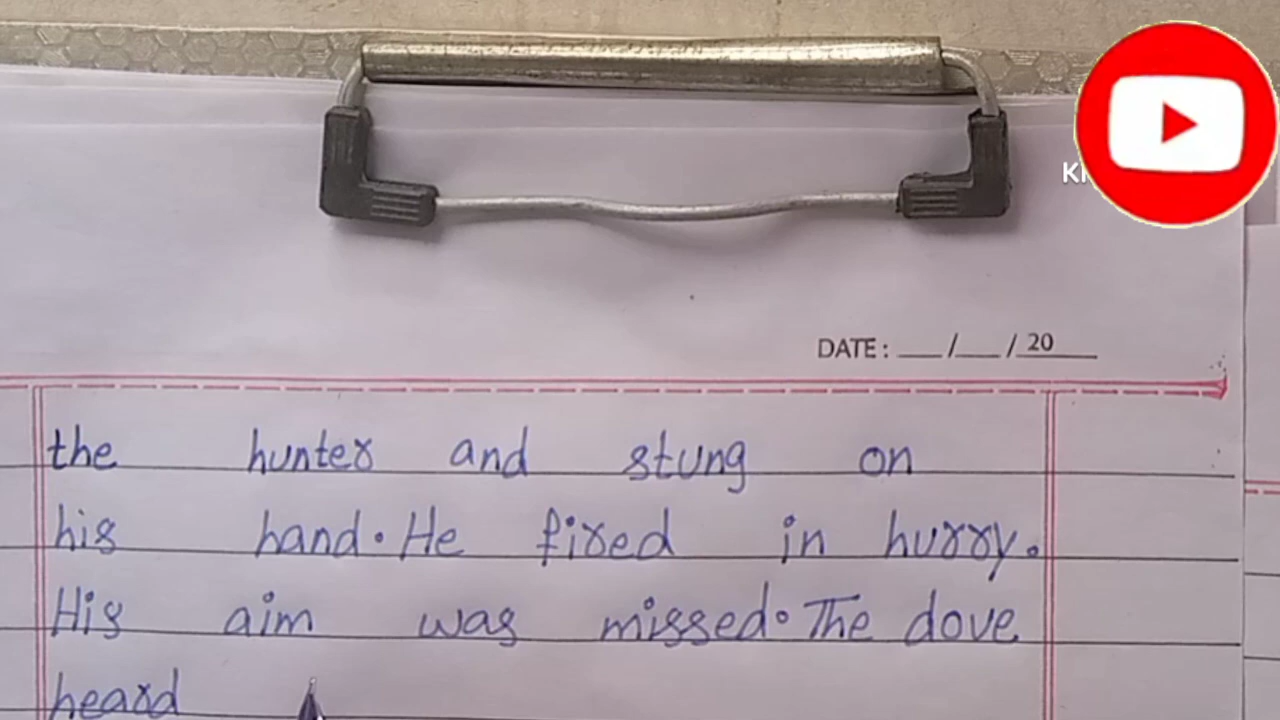 DATE : __ /__ / 20__
the hunter and stung on
his hand. He fired in hurry.
His aim was missed. The dove
heard